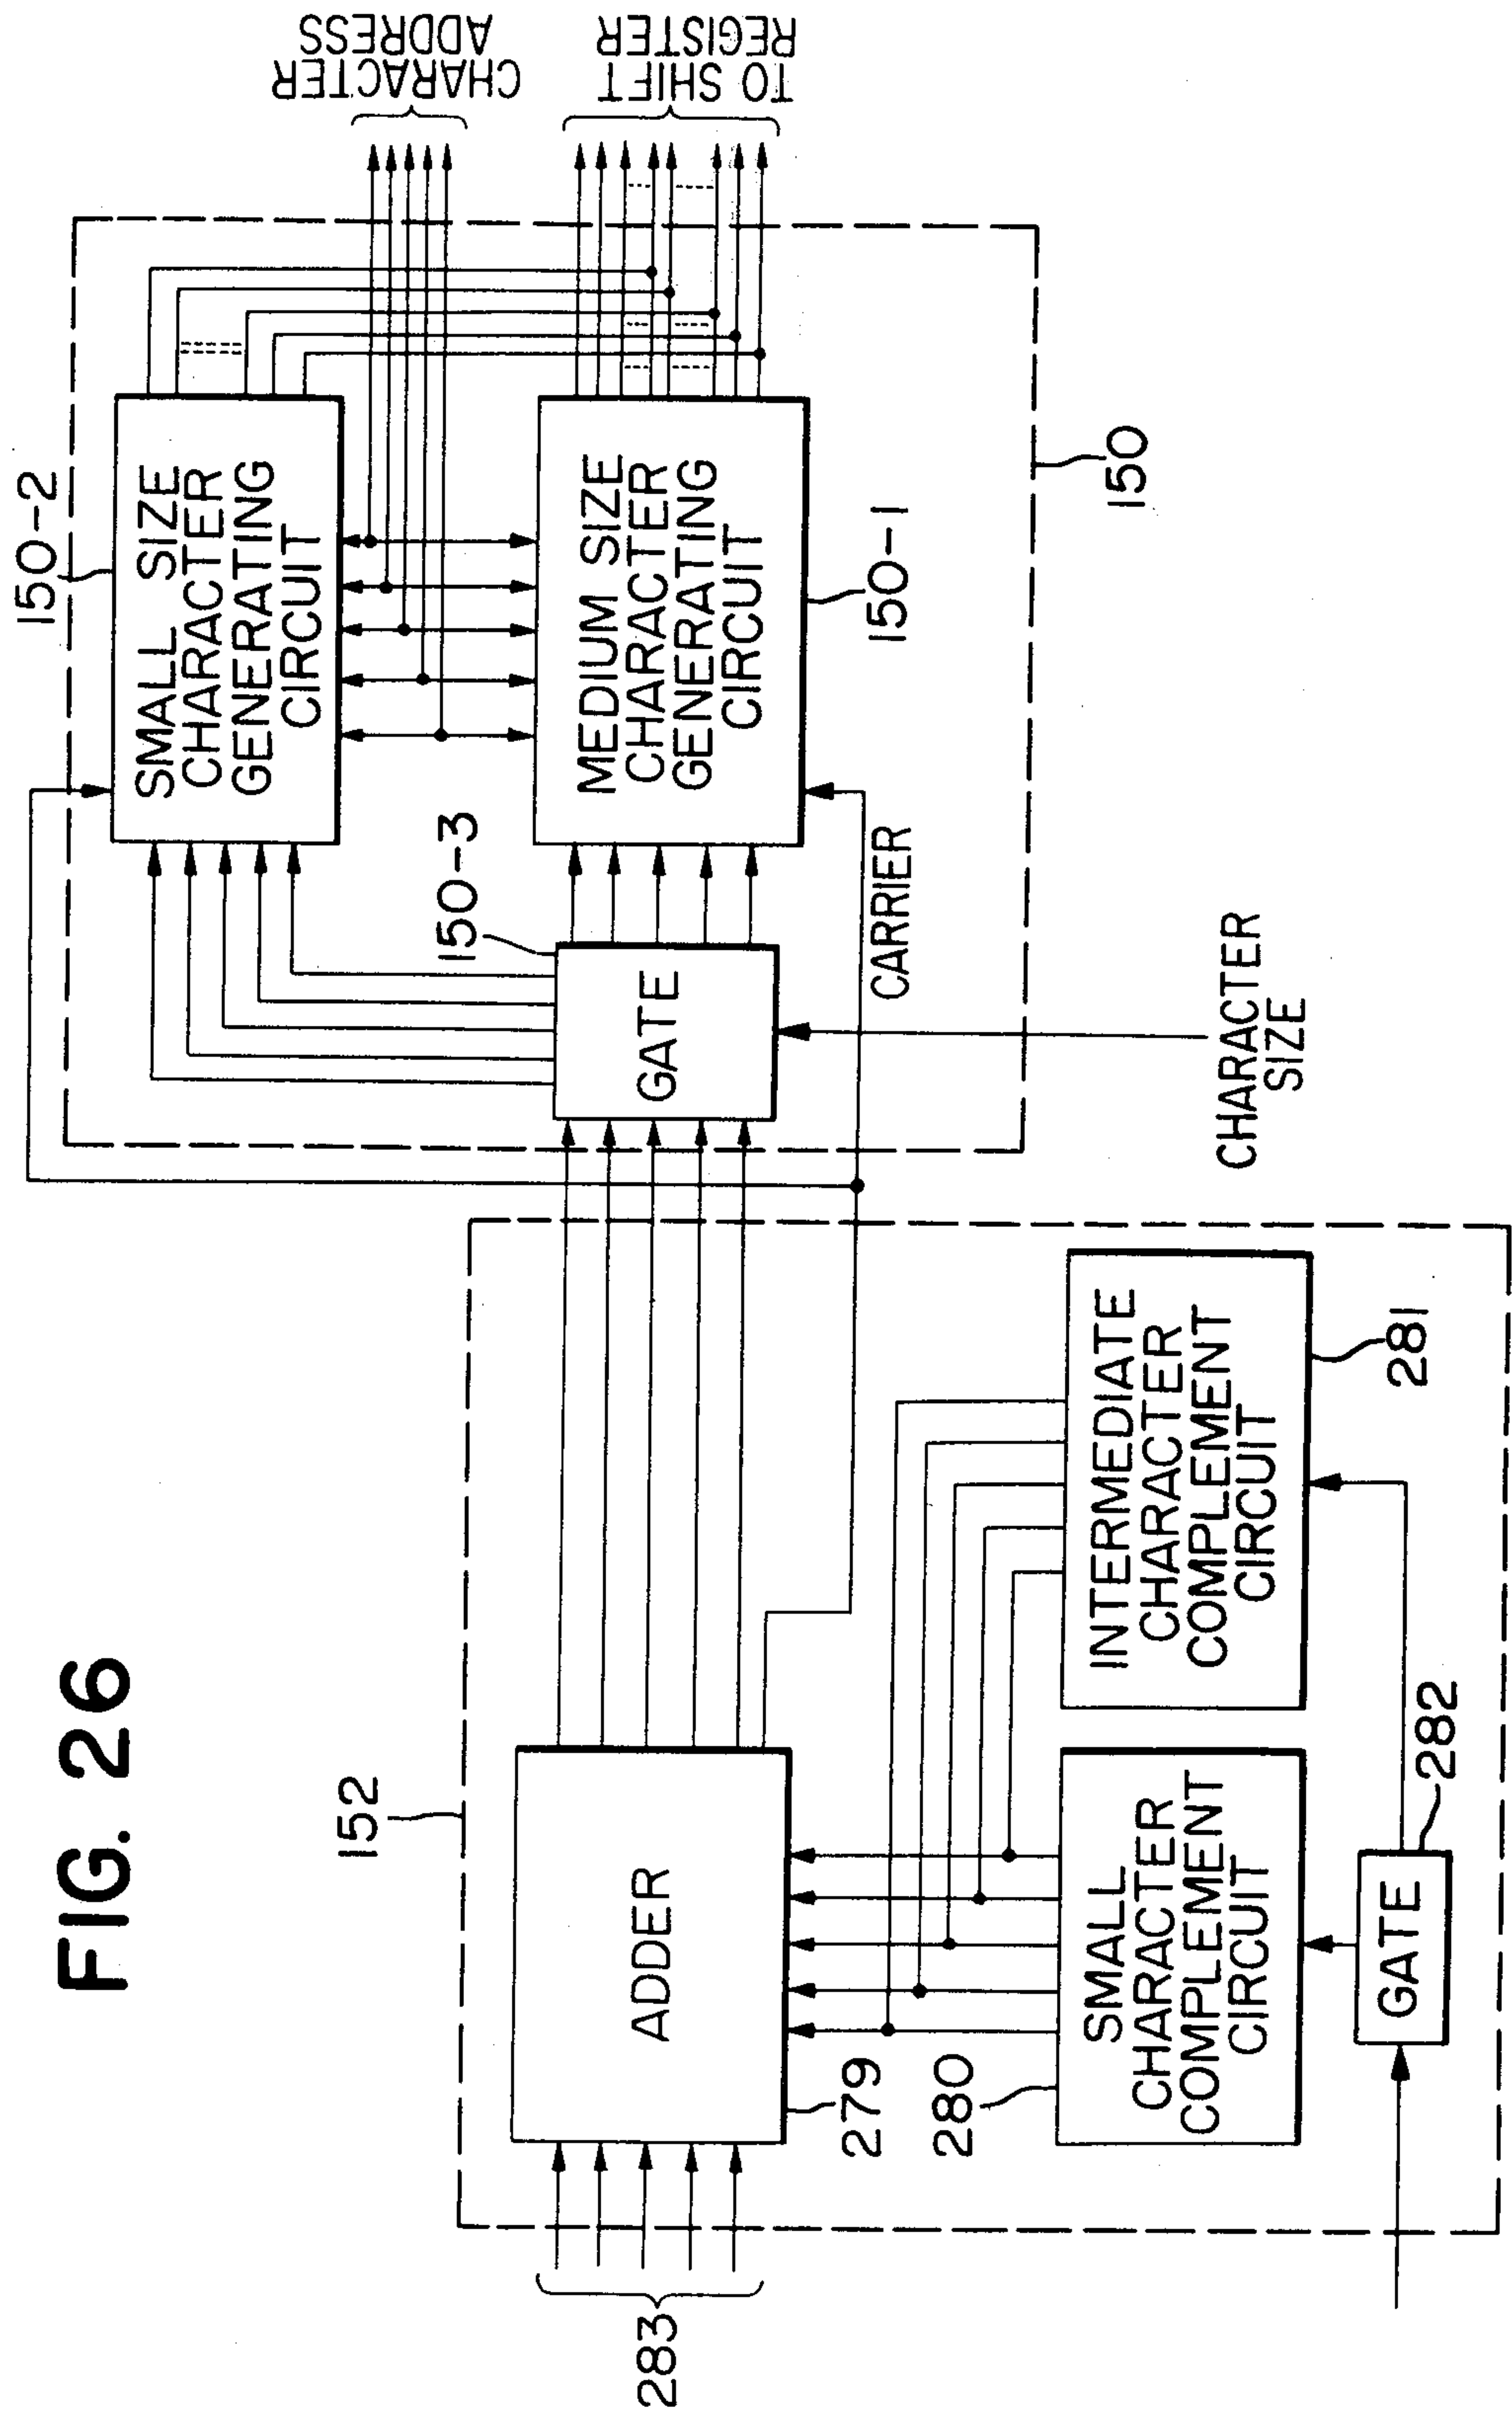 FIG. 26
152
283
ADDER
279
280
SMALL
CHARACTER
COMPLEMENT
CIRCUIT
GATE
282
INTERMEDIATE
CHARACTER
COMPLEMENT
CIRCUIT
281
150-2
SMALL SIZE
CHARACTER
GENERATING
CIRCUIT
150-3
GATE
MEDIUM SIZE
CHARACTER
GENERATING
CIRCUIT
150-1
CARRIER
CHARACTER
SIZE
150
CHARACTER
ADDRESS
TO SHIFT
REGISTER